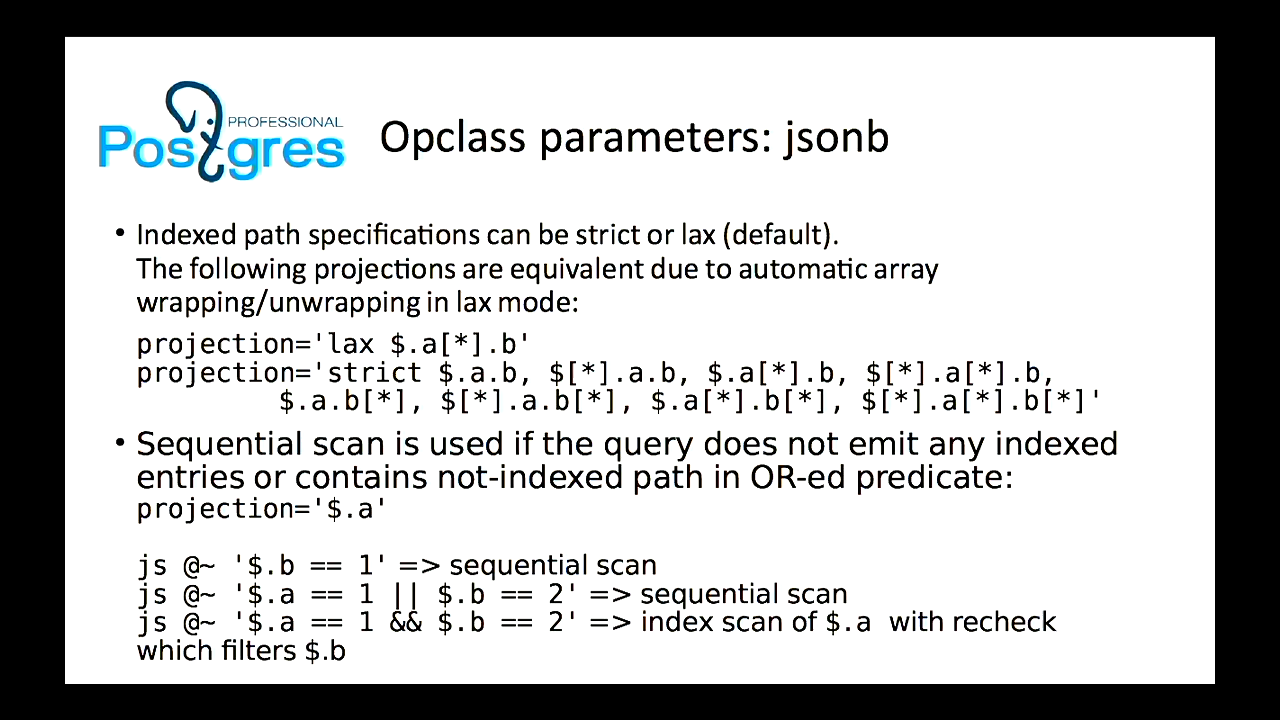 PROFESSIONAL
Postgres
Opclass parameters: jsonb
• Indexed path specifications can be strict or lax (default).
The following projections are equivalent due to automatic array
wrapping/unwrapping in lax mode:
projection='lax $.a[*].b'
projection='strict $.a.b, $[*].a.b, $.a[*].b, $[*].a[*].b,
$.a.b[*], $[*].a.b[*], $.a[*].b[*], $[*].a[*].b[*]'
• Sequential scan is used if the query does not emit any indexed
entries or contains not-indexed path in OR-ed predicate:
projection='$.a'
js @~ '$.b == 1' => sequential scan
js @~ '$.a == 1 || $.b == 2' => sequential scan
js @~ '$.a == 1 && $.b == 2' => index scan of $.a with recheck
which filters $.b